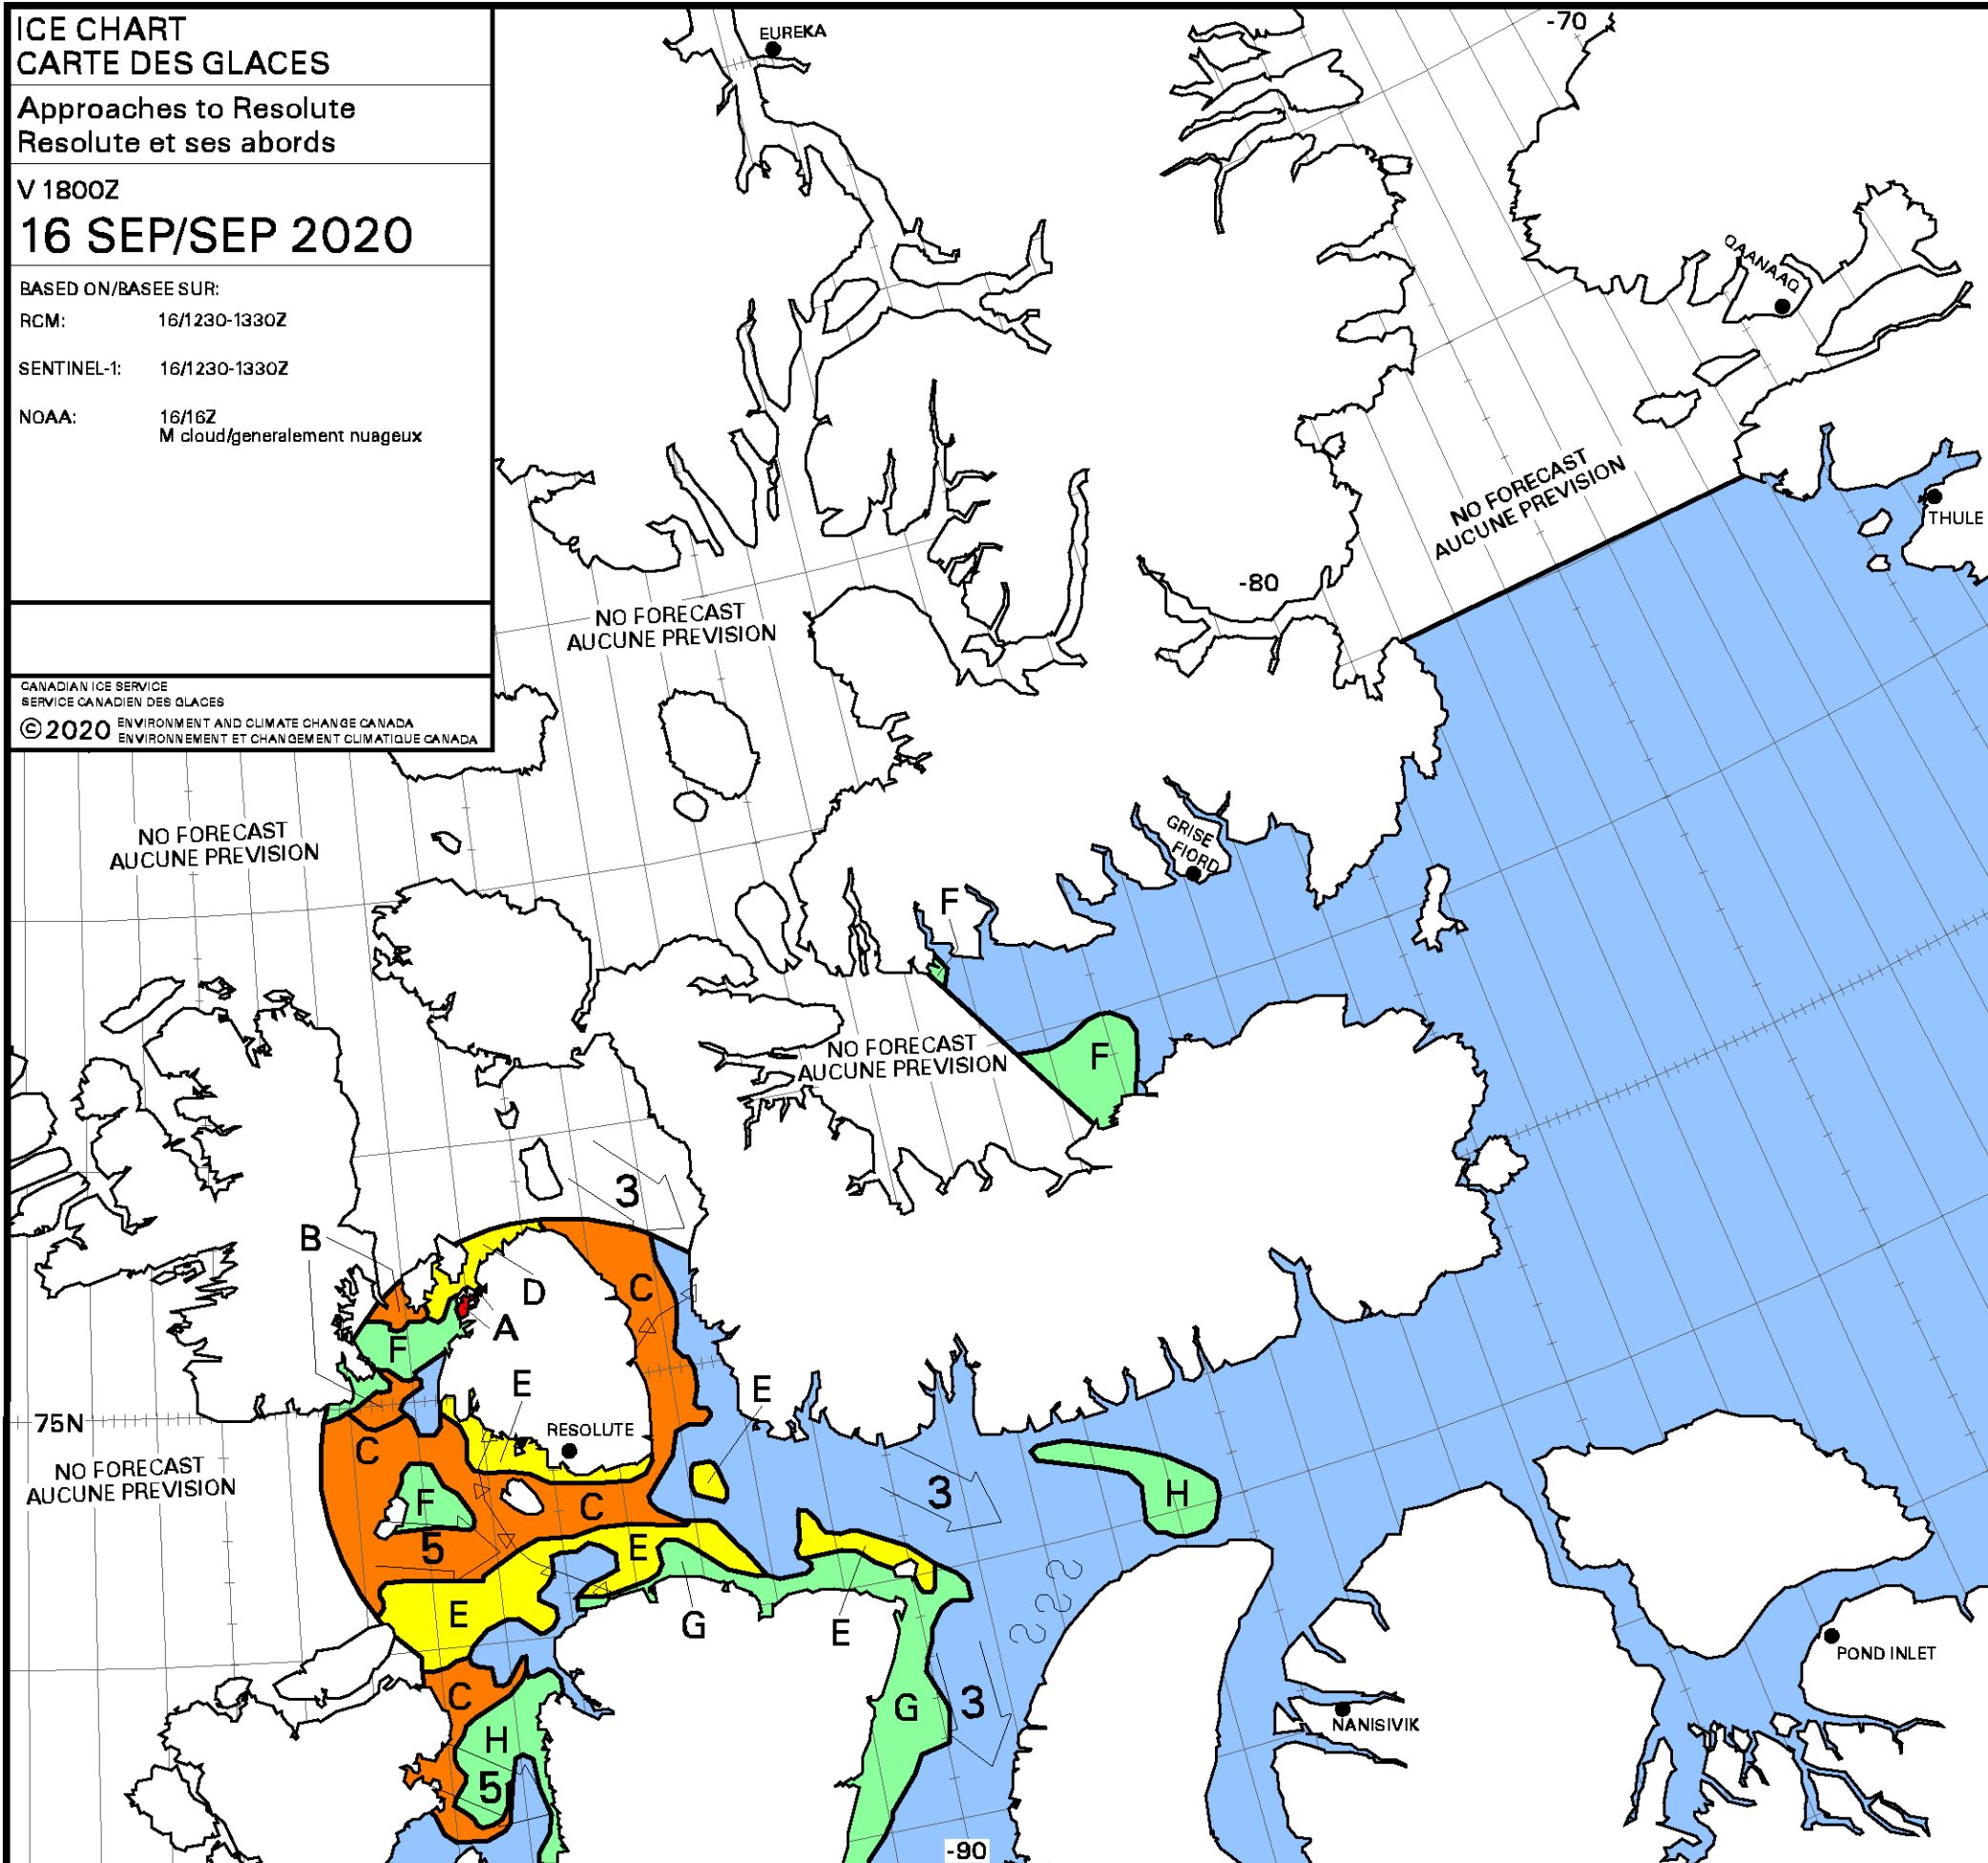 ICE CHART
CARTE DES GLACES
Approaches to Resolute
Resolute et ses abords
V 1800Z
16 SEP/SEP 2020
BASED ON/BASEE SUR:
RCM: 16/1230-1330Z
SENTINEL-1: 16/1230-1330Z
NOAA: 16/16Z
M cloud/generalement nuageux
CANADIAN ICE SERVICE
SERVICE CANADIEN DES GLACES
© 2020 ENVIRONMENT AND CLIMATE CHANGE CANADA
ENVIRONNEMENT ET CHANGEMENT CLIMATIQUE CANADA
EUREKA
-70
QAANAAQ
THULE
NO FORECAST
AUCUNE PREVISION
-80
NO FORECAST
AUCUNE PREVISION
NO FORECAST
AUCUNE PREVISION
GRISE
FIORD
F
NO FORECAST
AUCUNE PREVISION
F
3
B
D
C
A
F
E
E
75N
RESOLUTE
C
NO FORECAST
AUCUNE PREVISION
F
C
3
H
5
E
E
G
E
POND INLET
C
G
3
NANISIVIK
H
5
-90